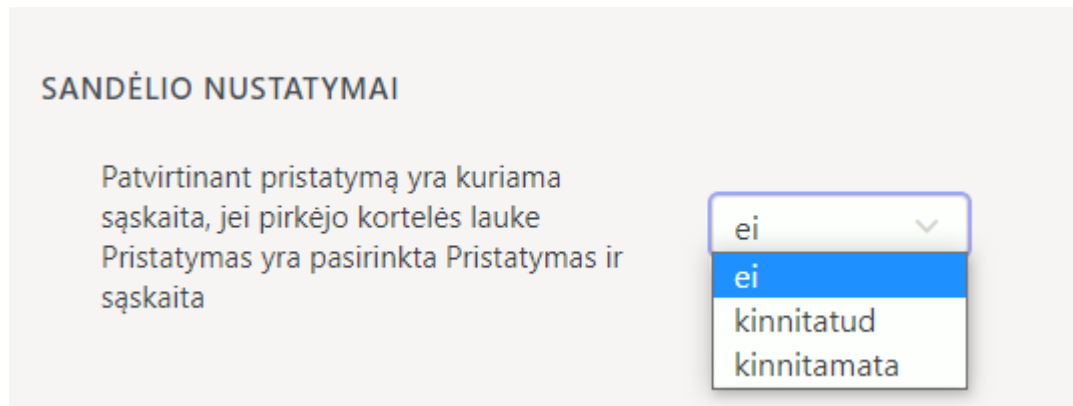 SANDĖLIO NUSTATYMAI
Patvirtinant pristatymą yra kuriama
sąskaita, jei pirkėjo kortelės lauke
Pristatymas yra pasirinkta Pristatymas ir
sąskaita
ei
ei
kinnitatud
kinnitamata